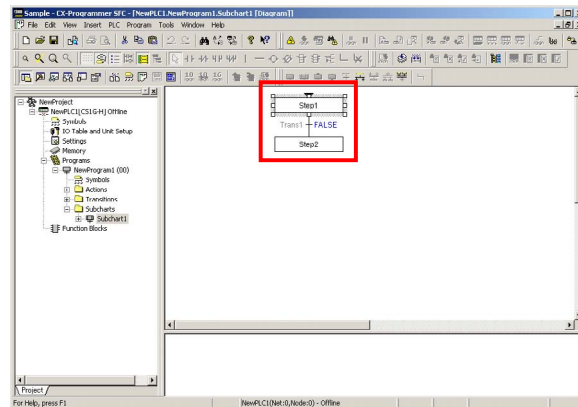 Sample - CX-Programmer SFC - [NewPLC1.NewProgram1.Subchart1 [Diagram]]
File Edit View Insert PLC Program Tools Window Help
NewProject
NewPLC1[CS1G-H] Offline
Symbols
IO Table and Unit Setup
Settings
Memory
Programs
NewProgram1 (00)
Symbols
Actions
Transitions
Subcharts
Subchart1
Function Blocks
Step1
Trans1 FALSE
Step2
Project
For Help, press F1
NewPLC1(Net:0,Node:0) - Offline